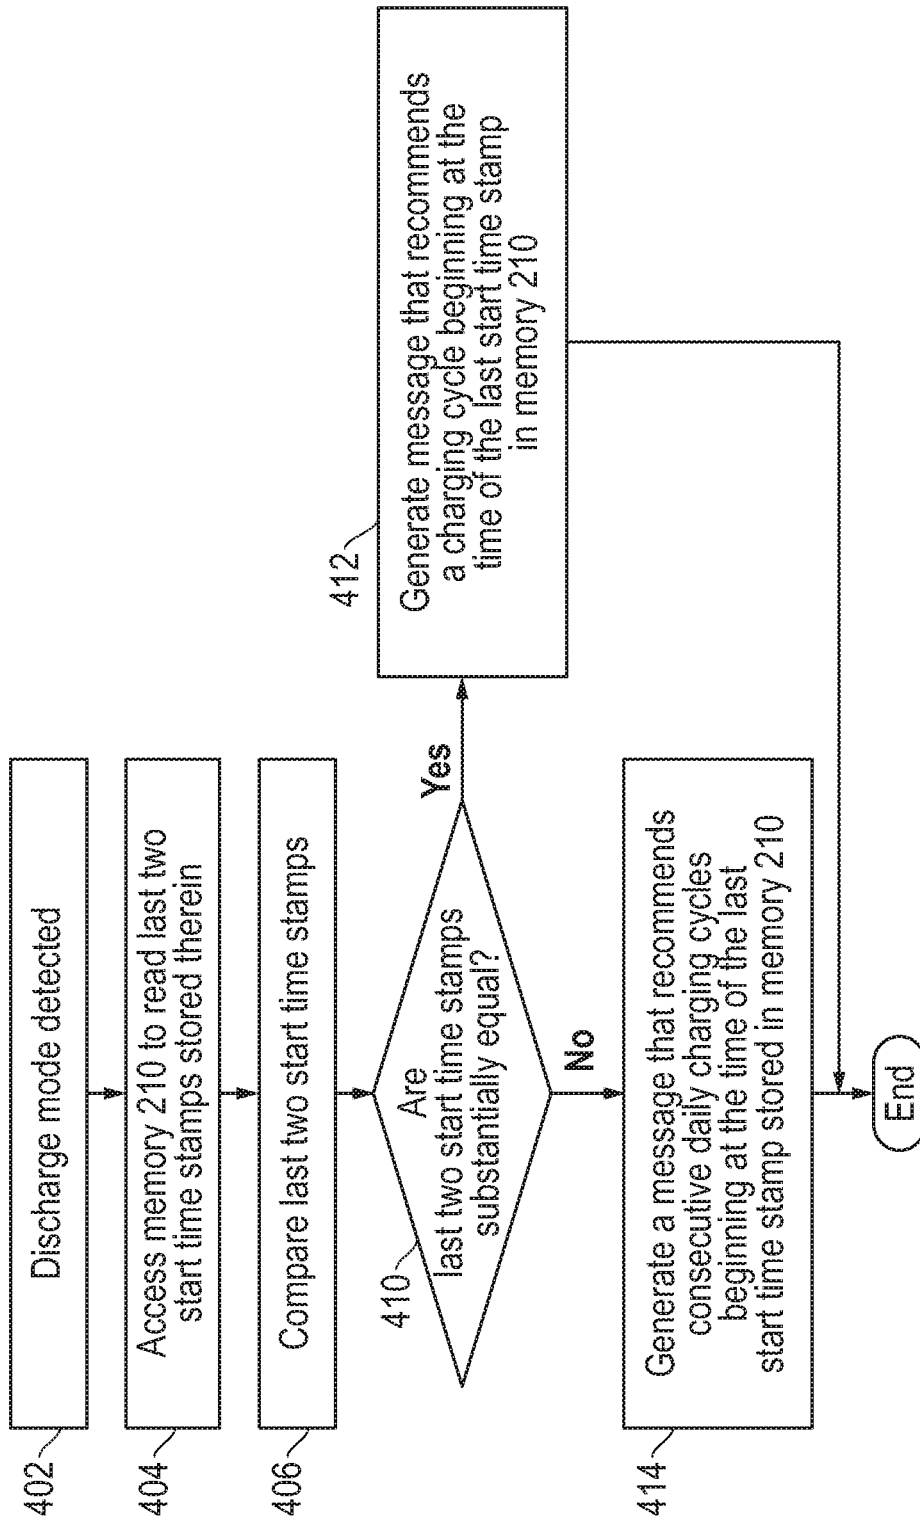 402
Discharge mode detected
404
Access memory 210 to read last two
start time stamps stored therein
406
Compare last two start time stamps
410
Are
last two start time stamps
substantially equal?
Yes
412
Generate message that recommends
a charging cycle beginning at the
time of the last start time stamp
in memory 210
No
414
Generate a message that recommends
consecutive daily charging cycles
beginning at the time of the last
start time stamp stored in memory 210
End